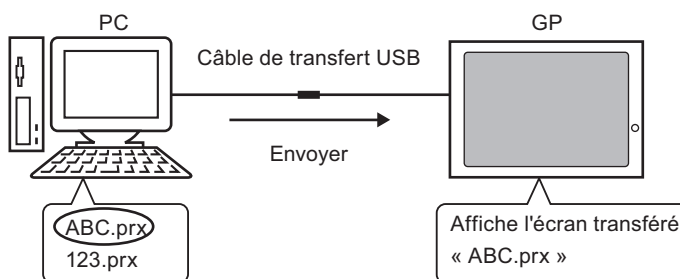 PC
GP
Câble de transfert USB
Envoyer
ABC.prx
123.prx
Affiche l'écran transféré
« ABC.prx »